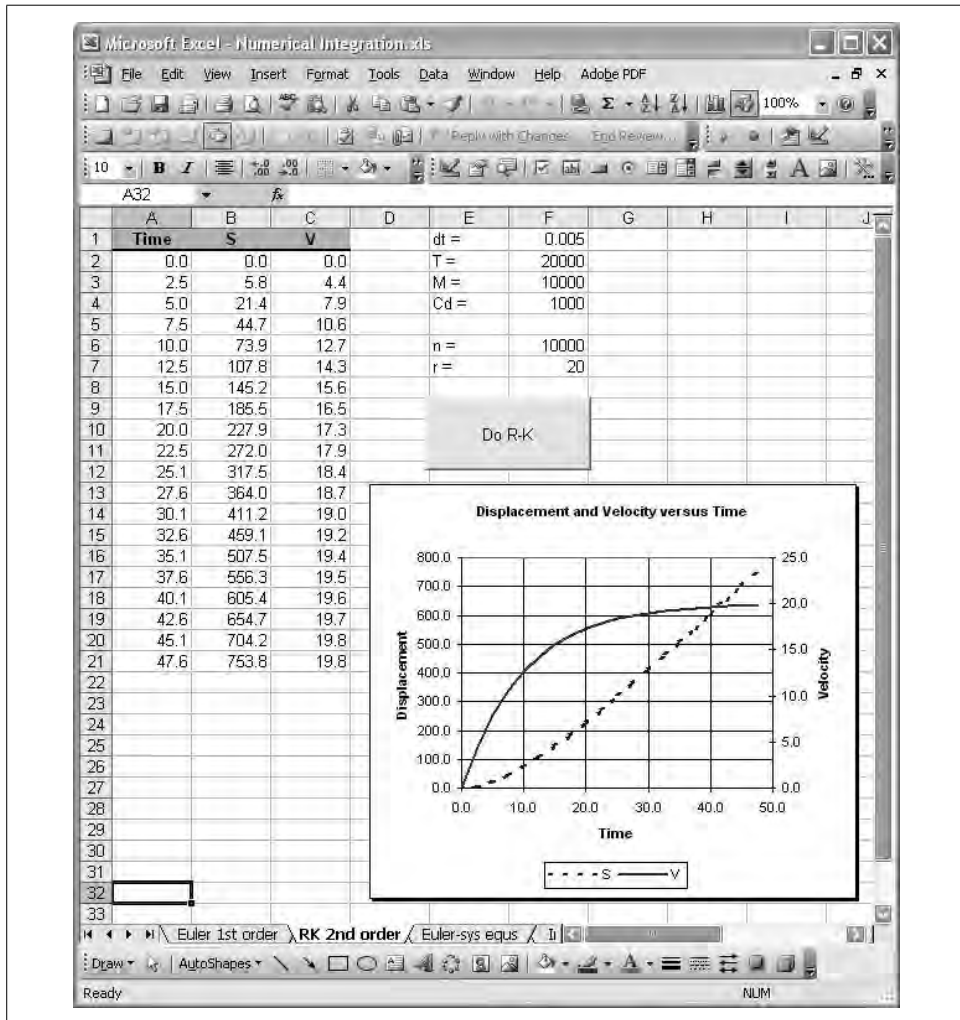 Microsoft Excel - Numerical Integration.xls
File Edit View Insert Format Tools Data Window Help Adobe PDF
100%
Reply with Changes... End Review...
10 B I
A32 fx
A B C D E F G H I J
1 Time S V dt = 0.005
2 0.0 0.0 0.0 T = 20000
3 2.5 5.8 4.4 M = 10000
4 5.0 21.4 7.9 Cd = 1000
5 7.5 44.7 10.6
6 10.0 73.9 12.7 n = 10000
7 12.5 107.8 14.3 r = 20
8 15.0 145.2 15.6
9 17.5 185.5 16.5
10 20.0 227.9 17.3
11 22.5 272.0 17.9
12 25.1 317.5 18.4
13 27.6 364.0 18.7
14 30.1 411.2 19.0
15 32.6 459.1 19.2
16 35.1 507.5 19.4
17 37.6 556.3 19.5
18 40.1 605.4 19.6
19 42.6 654.7 19.7
20 45.1 704.2 19.8
21 47.6 753.8 19.8
22
23
24
25
26
27
28
29
30
31
32
33
Do R-K
Displacement and Velocity versus Time
800.0
700.0
600.0
500.0
400.0
300.0
200.0
100.0
0.0
Displacement
25.0
20.0
15.0
10.0
5.0
0.0
Velocity
0.0 10.0 20.0 30.0 40.0 50.0
Time
S V
Euler 1st order RK 2nd order Euler-sys equs
Draw AutoShapes
Ready NUM